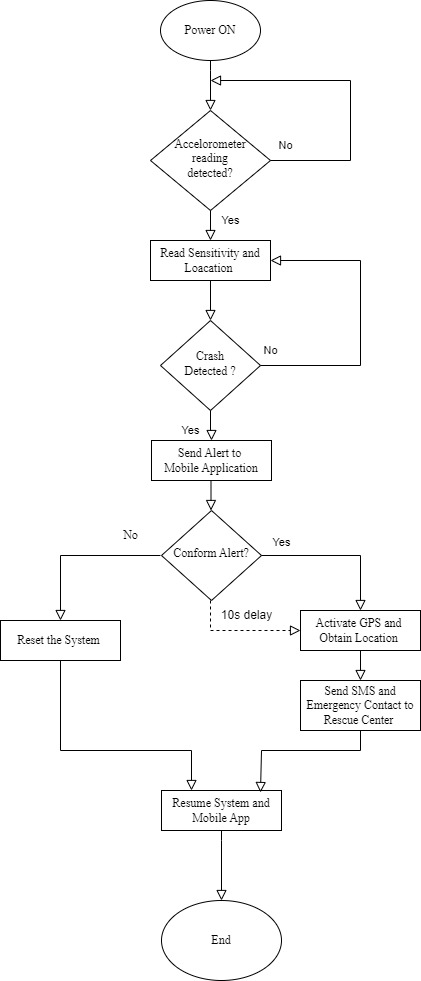 Power ON
Accelorometer
reading
detected?
No
Yes
Read Sensitivity and
Loacation
Crash
Detected ?
No
Yes
Send Alert to
Mobile Application
Conform Alert?
No
Yes
10s delay
Reset the System
Activate GPS and
Obtain Location
Send SMS and
Emergency Contact to
Rescue Center
Resume System and
Mobile App
End